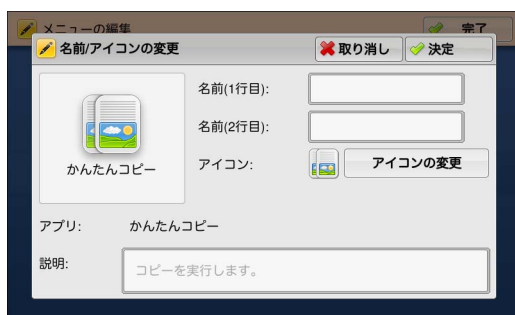 メニューの編集
完了
名前/アイコンの変更
取り消し
決定
名前(1行目):
名前(2行目):
かんたんコピー
アイコン:
アイコンの変更
アプリ:
かんたんコピー
説明:
コピーを実行します。